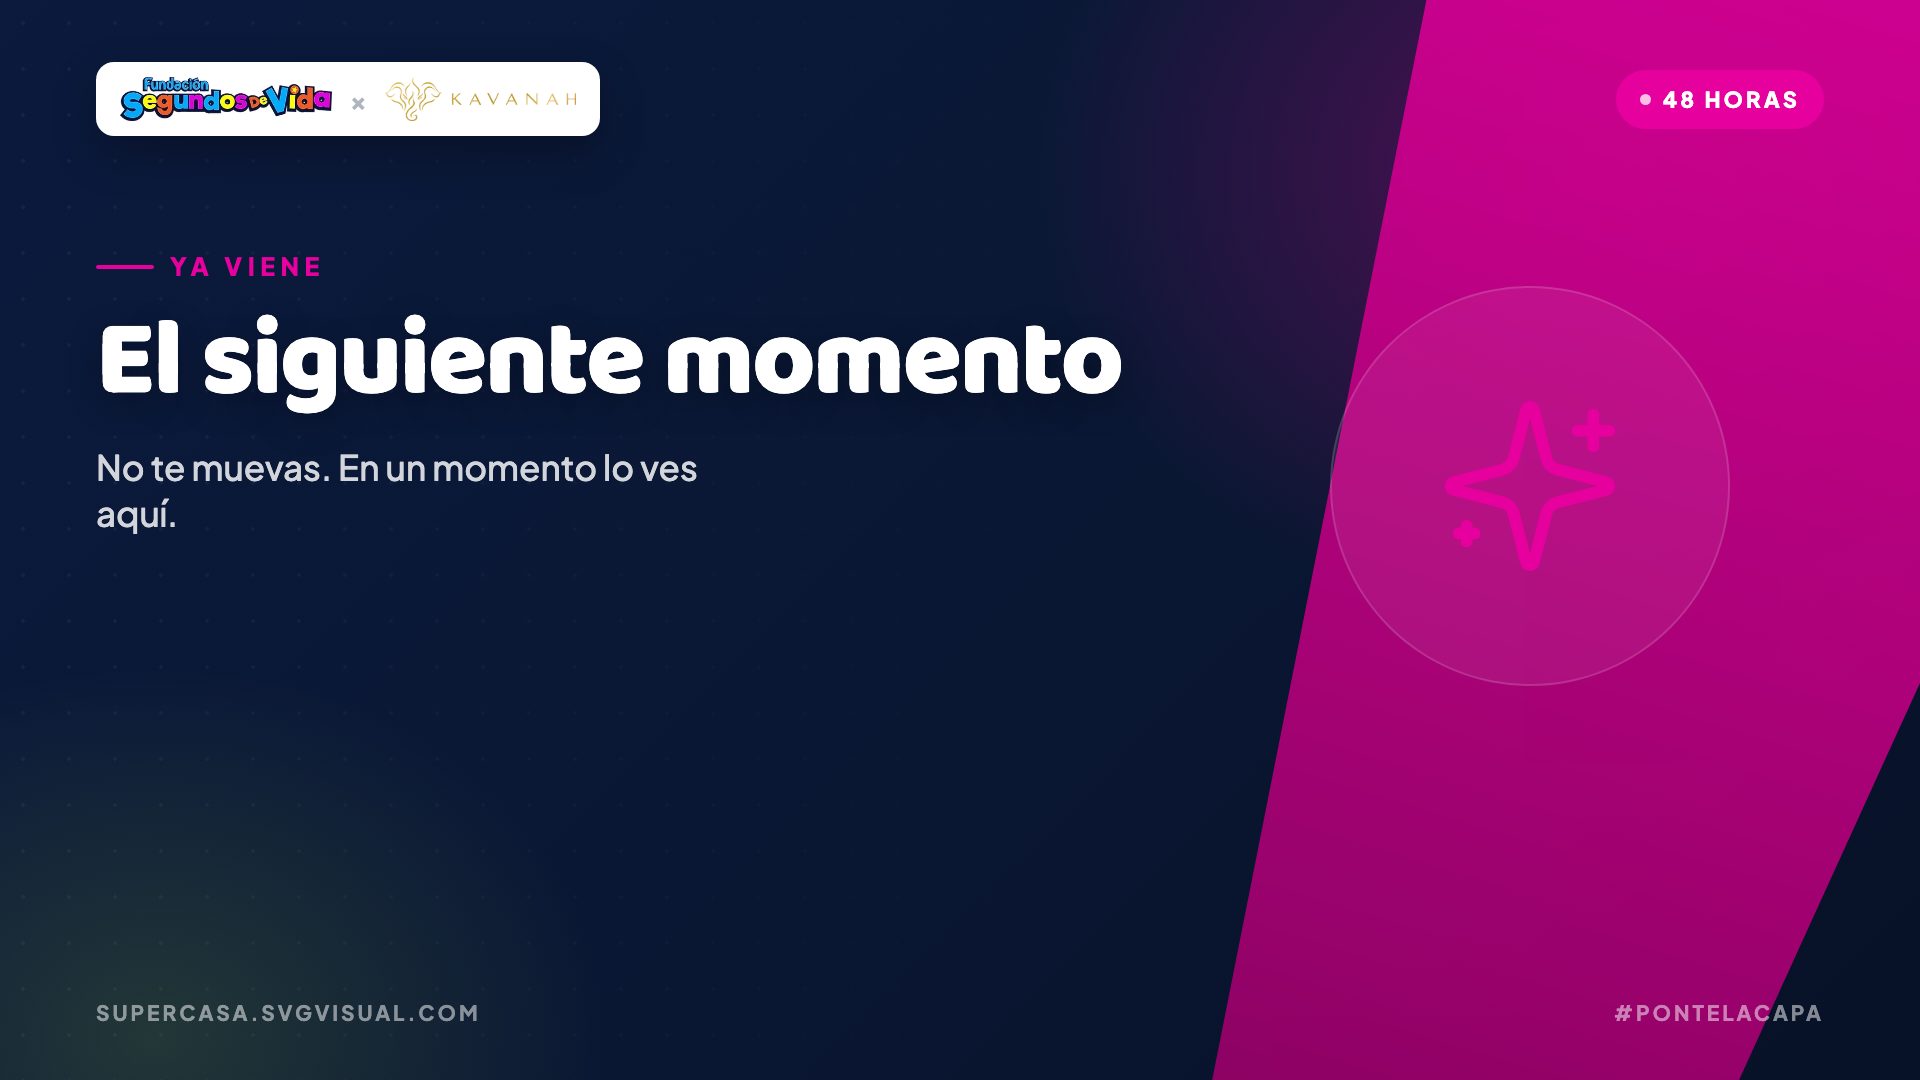 Fundación
Segundos de Vida × KAVANAH
48 HORAS
YA VIENE
El siguiente momento
No te muevas. En un momento lo ves
aquí.
SUPERCASA.SVGVISUAL.COM
#PONTELACAPA